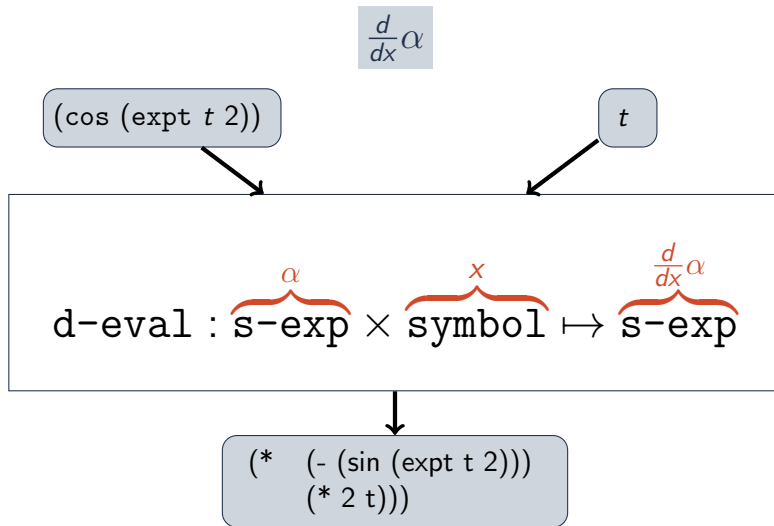 d/dx α
(cos (expt t 2))
t
α x d/dx α
d-eval : s-exp × symbol ↦ s-exp
(* (- (sin (expt t 2)))
(* 2 t)))